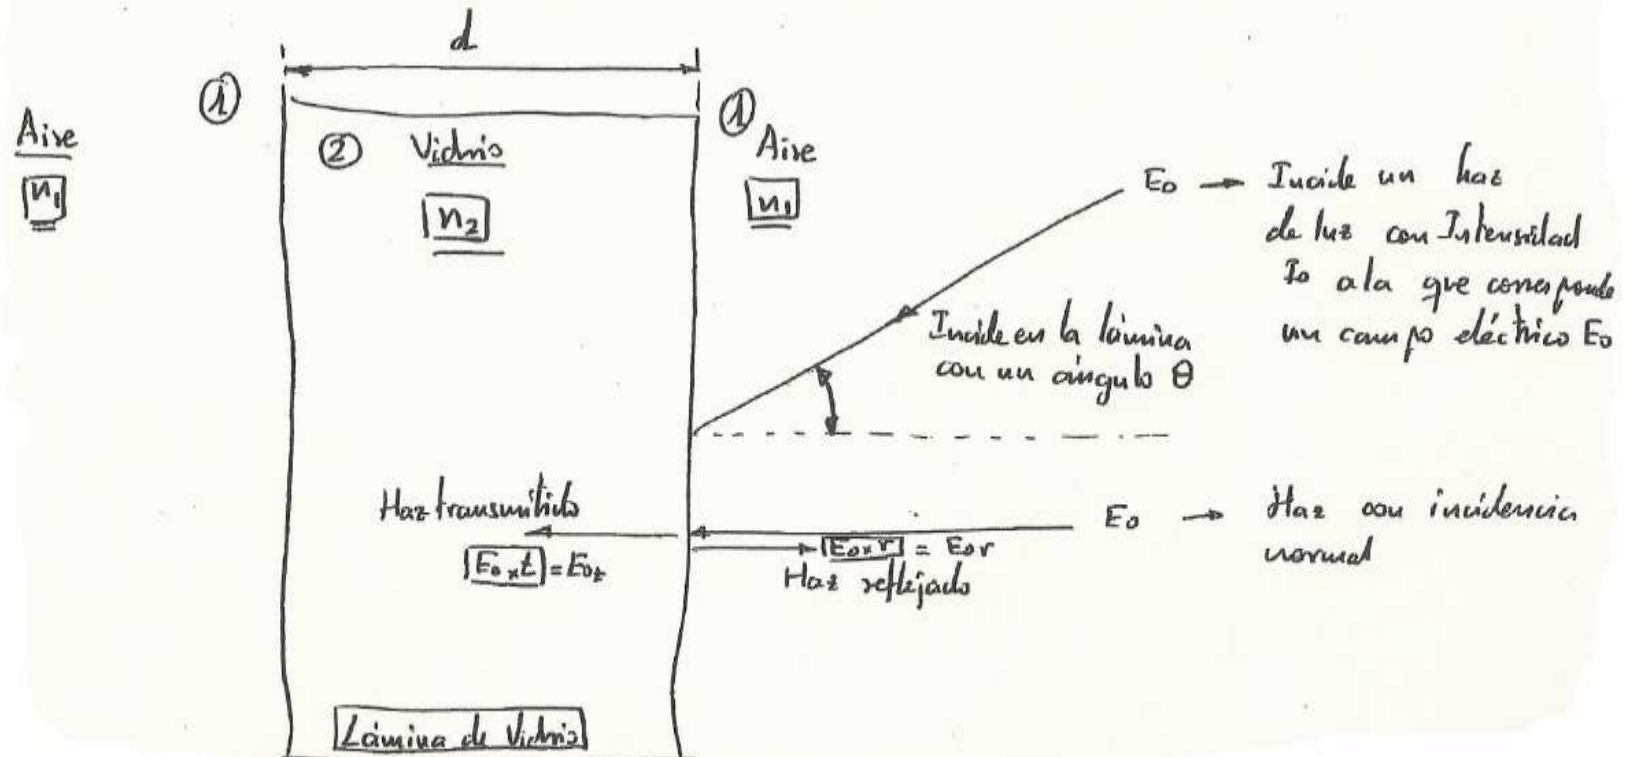 d
①
①
Aire
n₁
② Vidrio
n₂
Aire
n₁
E₀ → Incide un haz
de luz con Intensidad
I₀ a la que corresponde
un campo eléctrico E₀
Incide en la lámina
con un ángulo θ
Haz transmitido
E₀ₓt = E₀t
E₀ₓr = E₀r
Haz reflejado
E₀ → Haz con incidencia
normal
Lámina de Vidrio